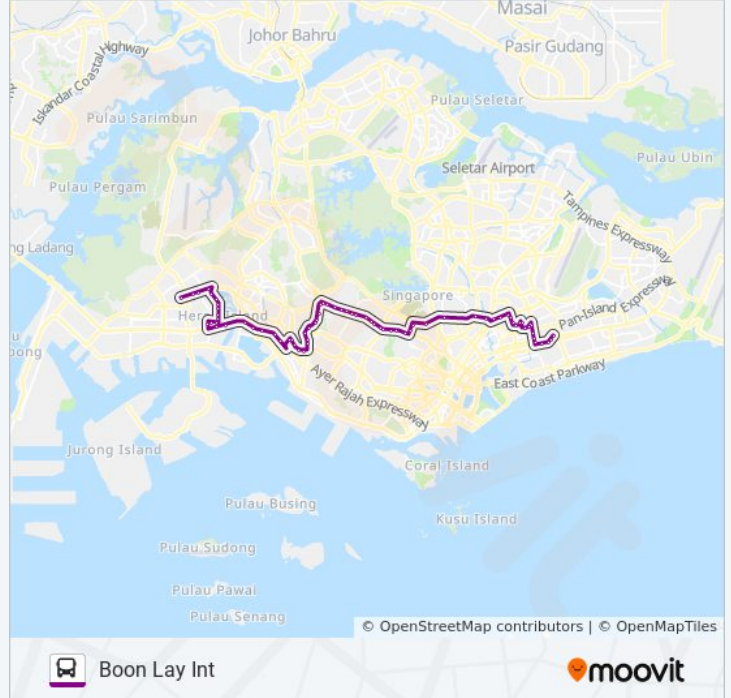 Masai
Johor Bahru
Pasir Gudang
Iskandar Coastal Highway
Pulau Seletar
Pulau Sarimbun
Seletar Airport
Pulau Ubin
Pulau Pergam
Tampines Expressway
ng Ladang
Singapore
Pan-Island Expressway
East Coast Parkway
Ayer Rajah Expressway
Jurong Island
Coral Island
Pulau Busing
Kusu Island
Pulau Sudong
Pulau Pawai
Pulau Senang
© OpenStreetMap contributors | © OpenMapTiles
Boon Lay Int
moovit